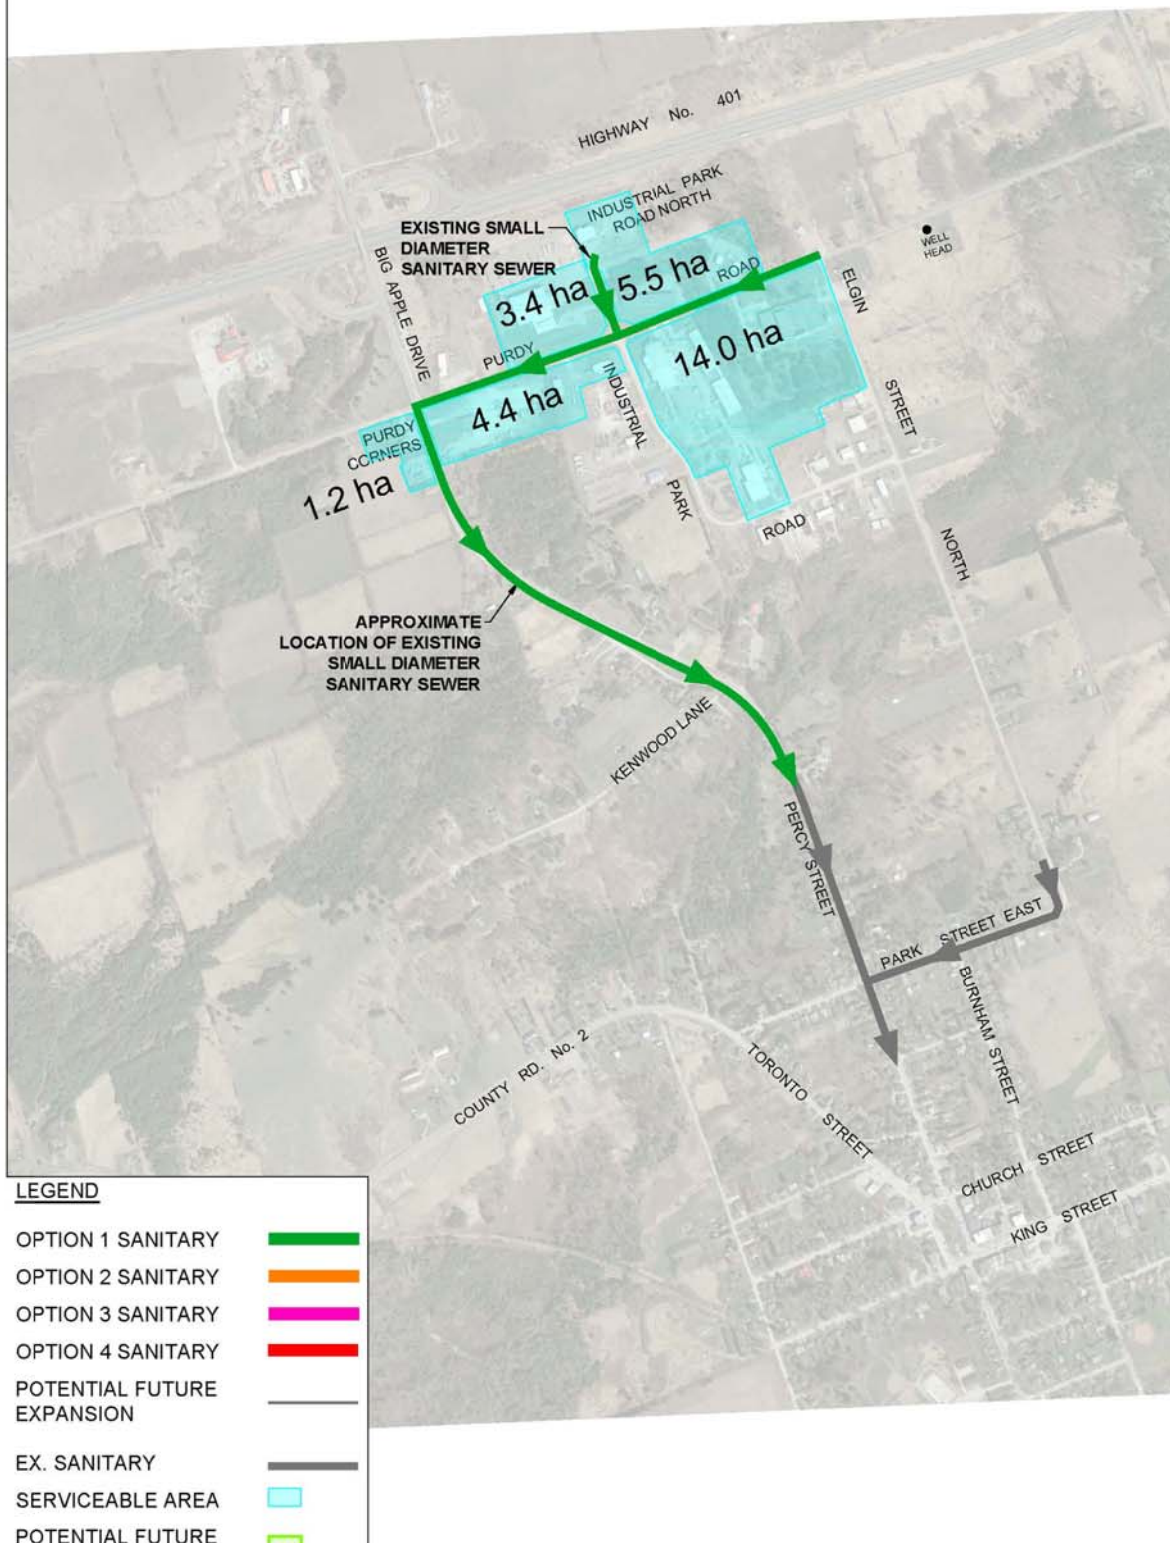 HIGHWAY No. 401
INDUSTRIAL PARK
ROAD NORTH
EXISTING SMALL
DIAMETER
SANITARY SEWER
WELL
HEAD
BIG APPLE DRIVE
3.4 ha
5.5 ha
ROAD
ELGIN
PURDY
14.0 ha
INDUSTRIAL
4.4 ha
STREET
PURDY
CORNERS
1.2 ha
PARK
ROAD
NORTH
APPROXIMATE
LOCATION OF EXISTING
SMALL DIAMETER
SANITARY SEWER
KENWOOD LANE
PERCY STREET
PARK STREET EAST
BURNHAM STREET
COUNTY RD. No. 2
TORONTO STREET
CHURCH STREET
KING STREET
LEGEND
OPTION 1 SANITARY
OPTION 2 SANITARY
OPTION 3 SANITARY
OPTION 4 SANITARY
POTENTIAL FUTURE
EXPANSION
EX. SANITARY
SERVICEABLE AREA
POTENTIAL FUTURE